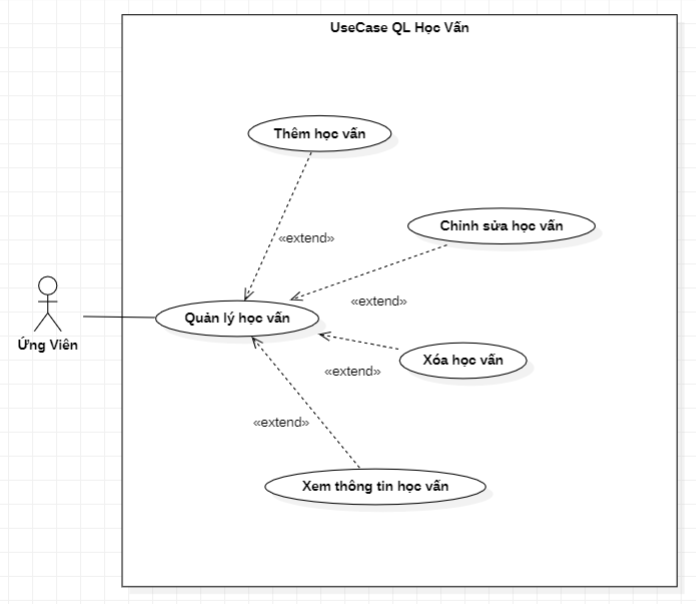 UseCase QL Học Vấn
Thêm học vấn
«extend»
Chỉnh sửa học vấn
«extend»
Quản lý học vấn
Ứng Viên
Xóa học vấn
«extend»
«extend»
Xem thông tin học vấn